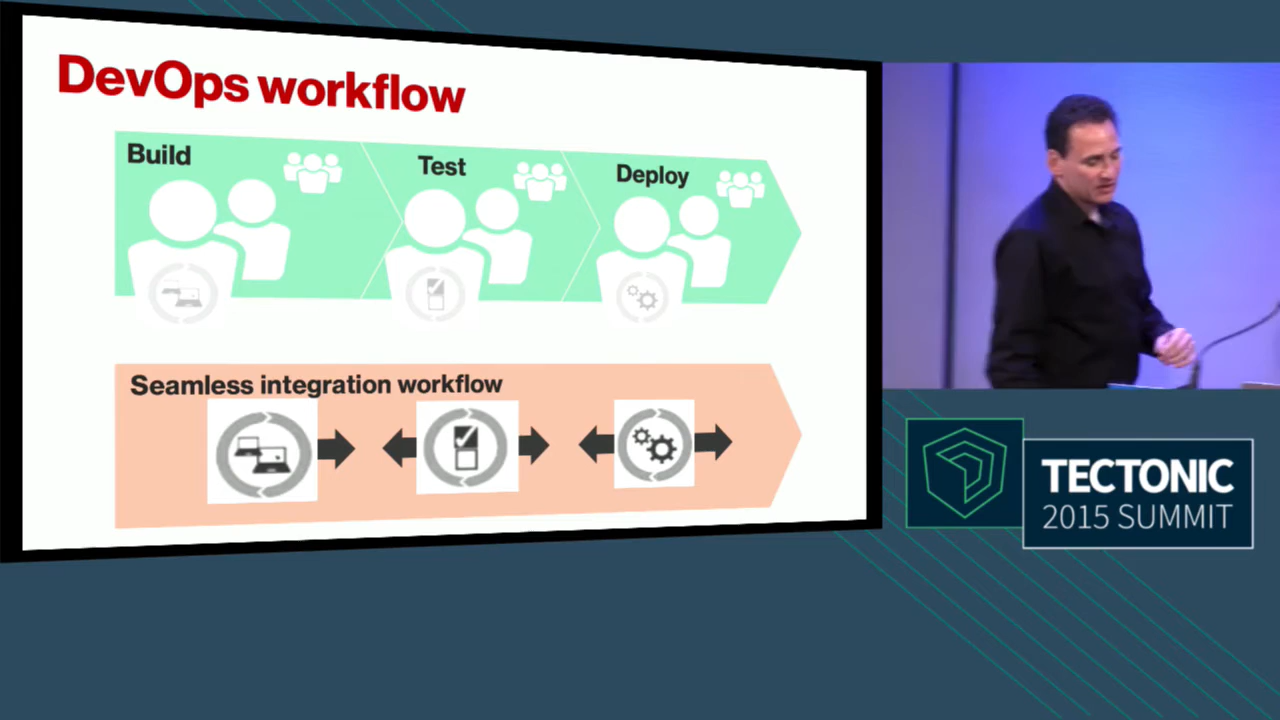 DevOps workflow
Build
Test
Deploy
Seamless integration workflow
TECTONIC
2015 SUMMIT